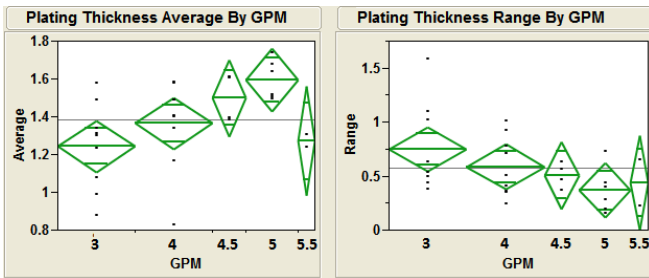 Plating Thickness Average By GPM
1.8
1.6
1.4
1.2
1
0.8
Average
3 4 4.5 5 5.5
GPM
Plating Thickness Range By GPM
1.5
1
0.5
0
Range
3 4 4.5 5 5.5
GPM